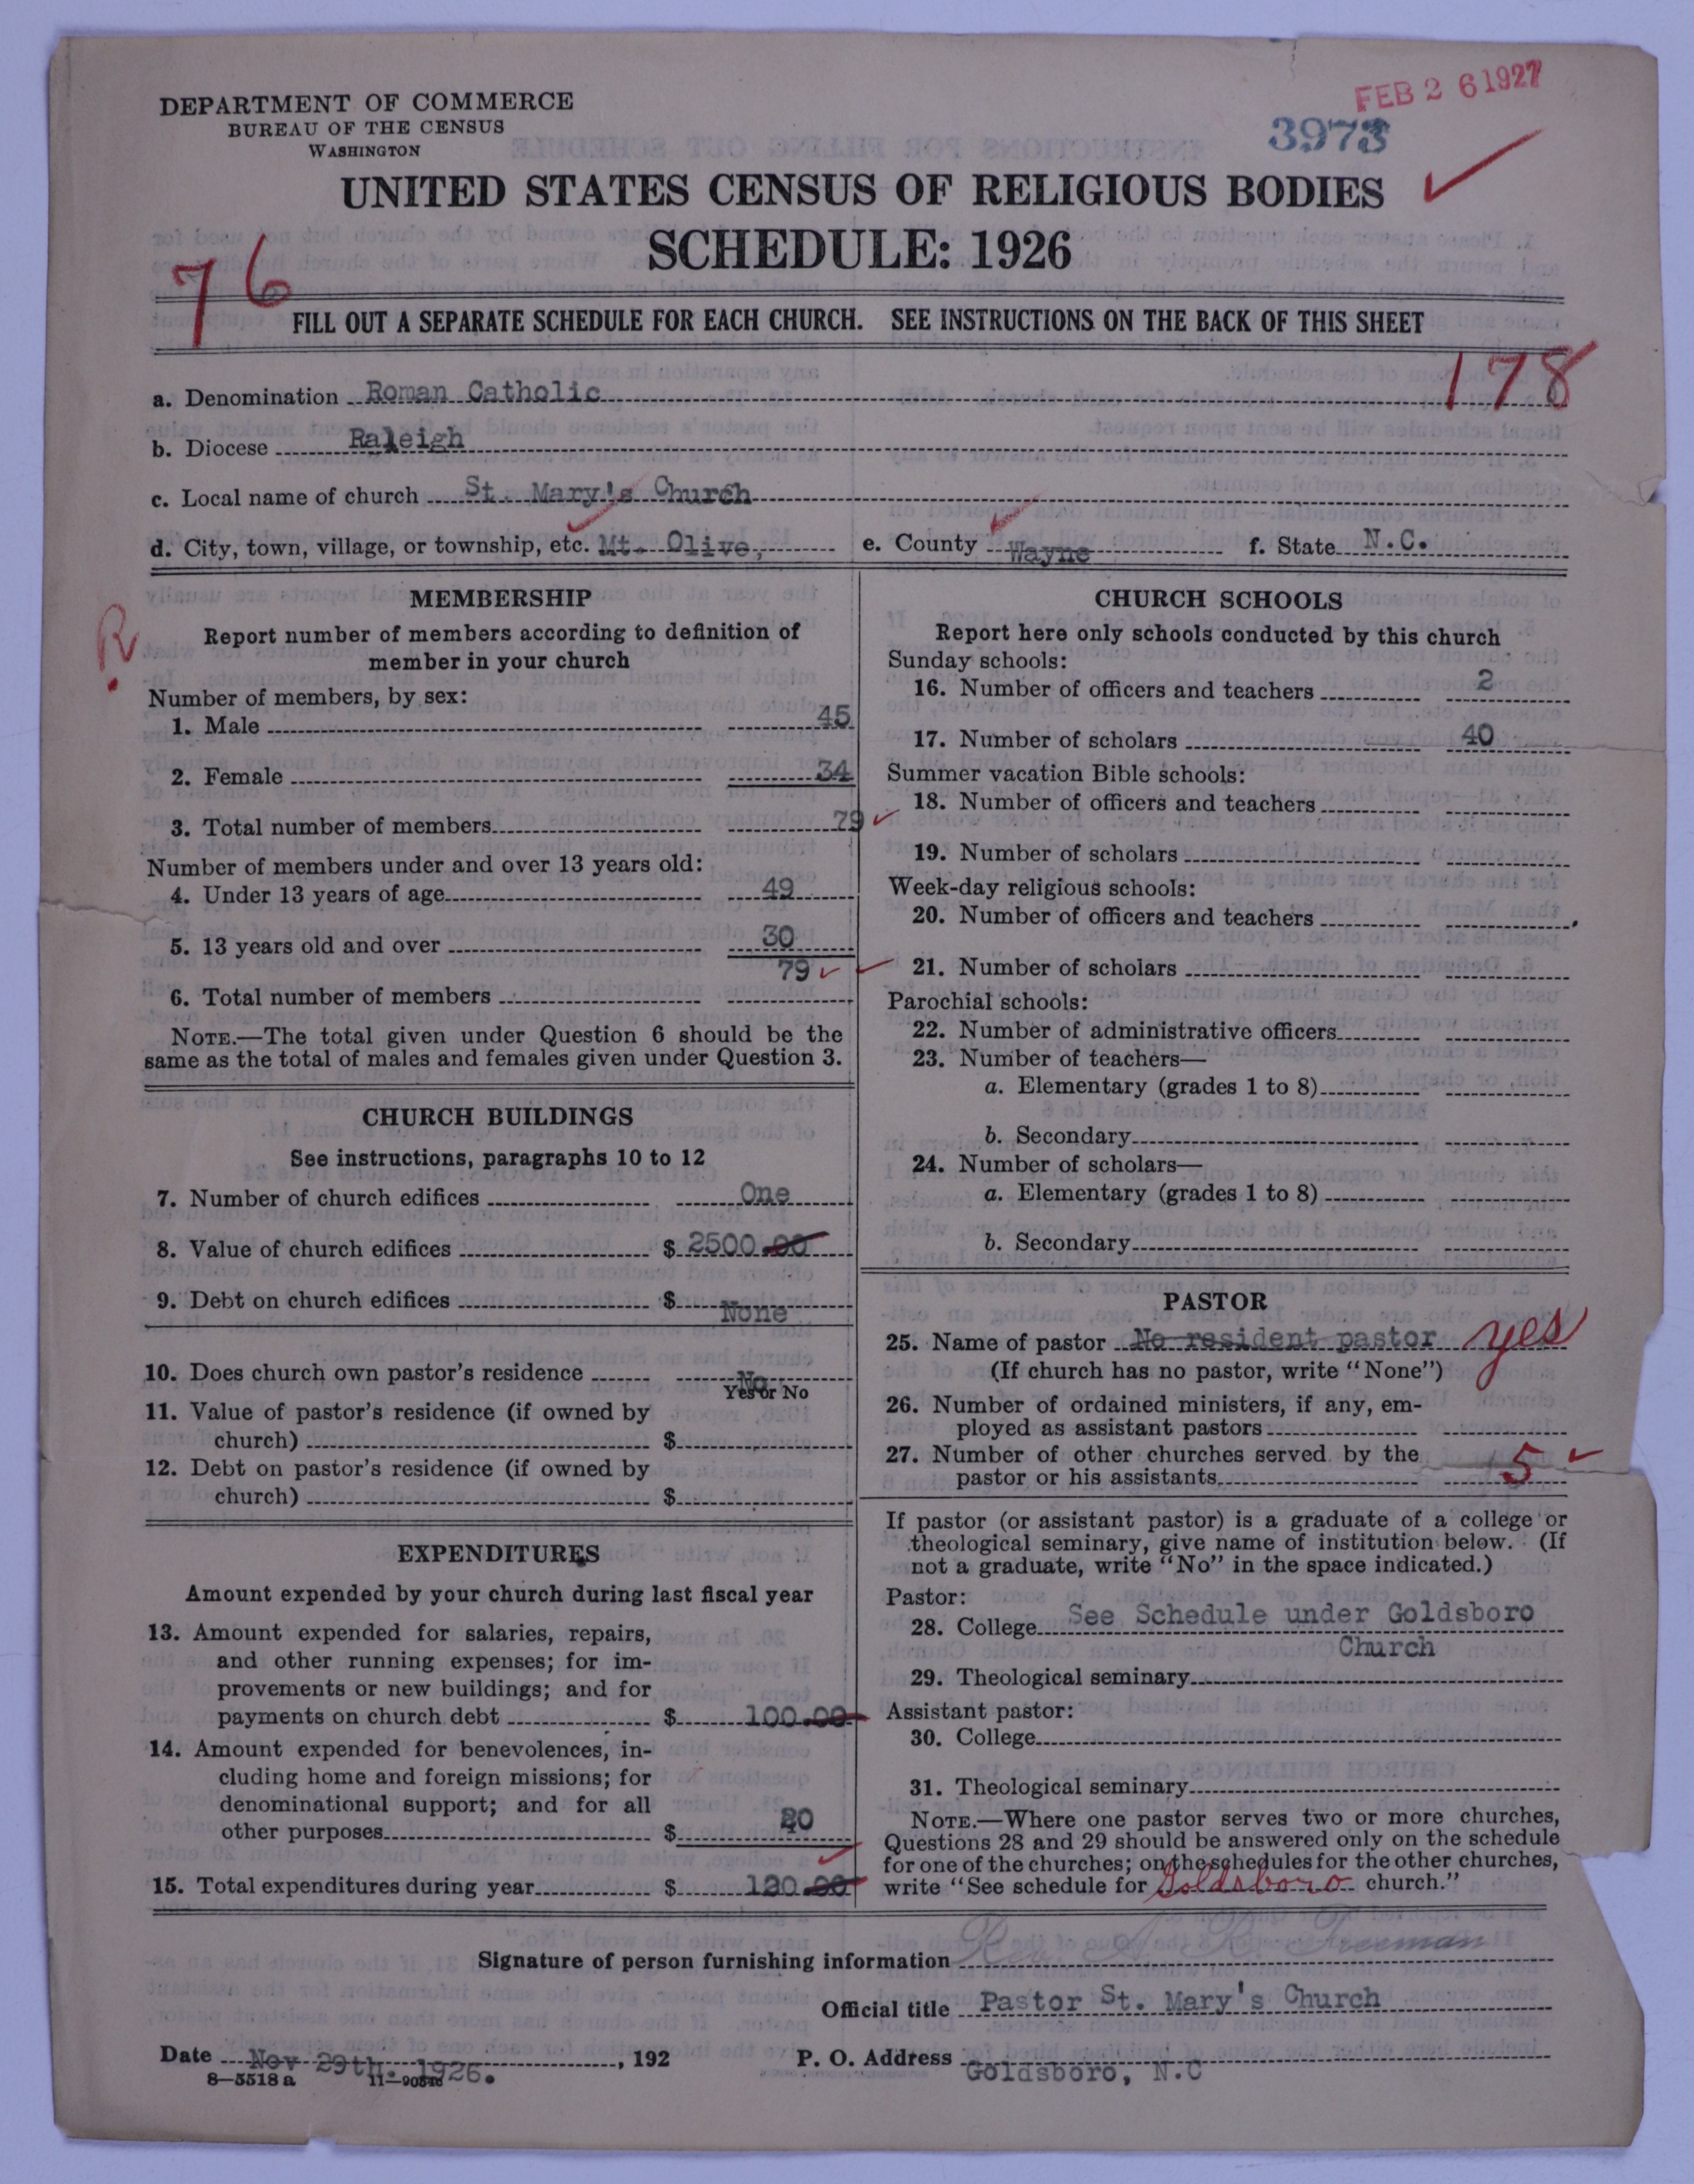 FEB 26 1927
DEPARTMENT OF COMMERCE
BUREAU OF THE CENSUS
WASHINGTON
3973
UNITED STATES CENSUS OF RELIGIOUS BODIES
SCHEDULE: 1926
76
FILL OUT A SEPARATE SCHEDULE FOR EACH CHURCH. SEE INSTRUCTIONS ON THE BACK OF THIS SHEET
178
a. Denomination Roman Catholic
b. Diocese Raleigh
c. Local name of church St. Mary's Church
d. City, town, village, or township, etc. Mt. Olive, e. County Wayne f. State N.C.
R.
MEMBERSHIP
Report number of members according to definition of
member in your church
Number of members, by sex:
1. Male 45
2. Female 34
3. Total number of members 79
Number of members under and over 13 years old:
4. Under 13 years of age 49
5. 13 years old and over 30
79
6. Total number of members
NOTE.—The total given under Question 6 should be the
same as the total of males and females given under Question 3.
CHURCH BUILDINGS
See instructions, paragraphs 10 to 12
7. Number of church edifices One
8. Value of church edifices $ 2500.00
9. Debt on church edifices $ None
10. Does church own pastor's residence No
Yes or No
11. Value of pastor's residence (if owned by
church) $
12. Debt on pastor's residence (if owned by
church) $
EXPENDITURES
Amount expended by your church during last fiscal year
13. Amount expended for salaries, repairs,
and other running expenses; for im-
provements or new buildings; and for
payments on church debt $ 100.00
14. Amount expended for benevolences, in-
cluding home and foreign missions; for
denominational support; and for all
other purposes $ 20
15. Total expenditures during year $ 120.00
CHURCH SCHOOLS
Report here only schools conducted by this church
Sunday schools:
16. Number of officers and teachers 2
17. Number of scholars 40
Summer vacation Bible schools:
18. Number of officers and teachers
19. Number of scholars
Week-day religious schools:
20. Number of officers and teachers
21. Number of scholars
Parochial schools:
22. Number of administrative officers
23. Number of teachers—
a. Elementary (grades 1 to 8)
b. Secondary
24. Number of scholars—
a. Elementary (grades 1 to 8)
b. Secondary
PASTOR
25. Name of pastor No resident pastor yes
(If church has no pastor, write "None")
26. Number of ordained ministers, if any, em-
ployed as assistant pastors
27. Number of other churches served by the
pastor or his assistants 5
If pastor (or assistant pastor) is a graduate of a college or
theological seminary, give name of institution below. (If
not a graduate, write "No" in the space indicated.)
Pastor:
28. College See Schedule under Goldsboro
Church
29. Theological seminary
Assistant pastor:
30. College
31. Theological seminary
NOTE.—Where one pastor serves two or more churches,
Questions 28 and 29 should be answered only on the schedule
for one of the churches; on the schedules for the other churches,
write "See schedule for Goldsboro church."
Signature of person furnishing information Rev. Freeman
Official title Pastor St. Mary's Church
Date Nov 29th. 1926. , 192
P. O. Address Goldsboro, N.C
8—5518 a